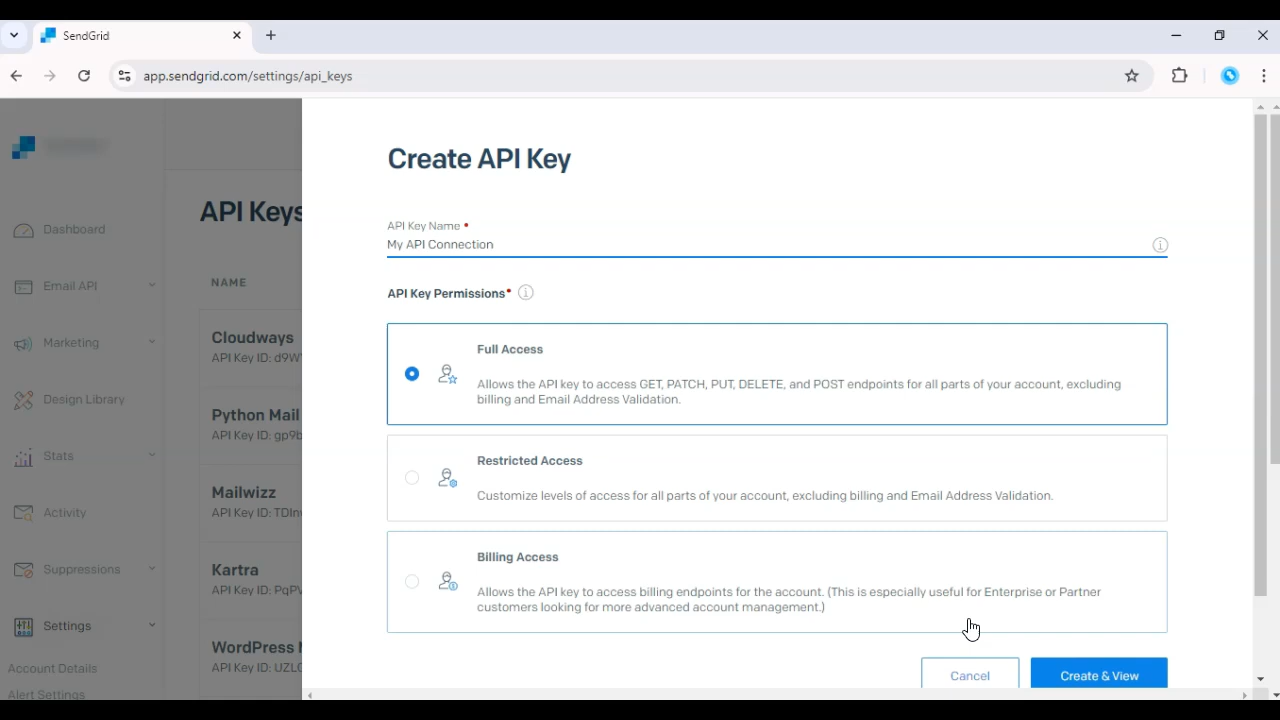 SendGrid
app.sendgrid.com/settings/api_keys
Create API Key
API Keys
API Key Name •
My API Connection
Dashboard
Email API
NAME
API Key Permissions•
Marketing
Cloudways
API Key ID: d9W
Full Access
Allows the API key to access GET, PATCH, PUT, DELETE, and POST endpoints for all parts of your account, excluding
billing and Email Address Validation.
Design Library
Python Mail
API Key ID: gp9b
Stats
Restricted Access
Customize levels of access for all parts of your account, excluding billing and Email Address Validation.
Activity
Mailwizz
API Key ID: TDIn
Suppressions
Kartra
API Key ID: PqPV
Billing Access
Allows the API key to access billing endpoints for the account. (This is especially useful for Enterprise or Partner
customers looking for more advanced account management.)
Settings
WordPress
API Key ID: UZL
Account Details
Alert Settings
Cancel
Create & View